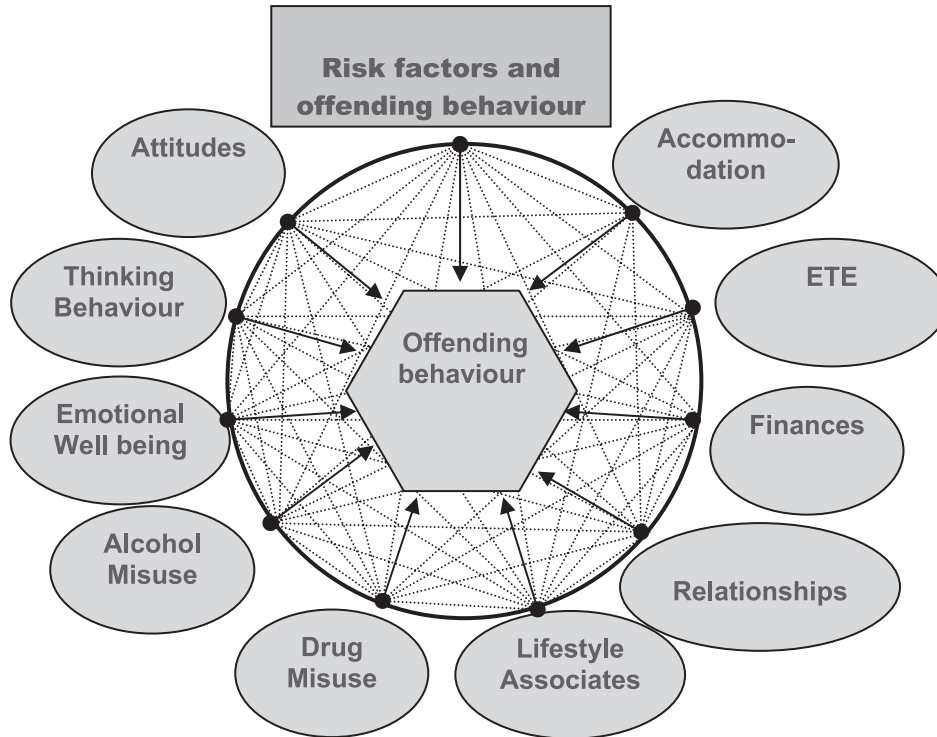 Risk factors and
offending behaviour
Attitudes
Accommo-
dation
Thinking
Behaviour
ETE
Offending
behaviour
Emotional
Well being
Finances
Alcohol
Misuse
Relationships
Drug
Misuse
Lifestyle
Associates